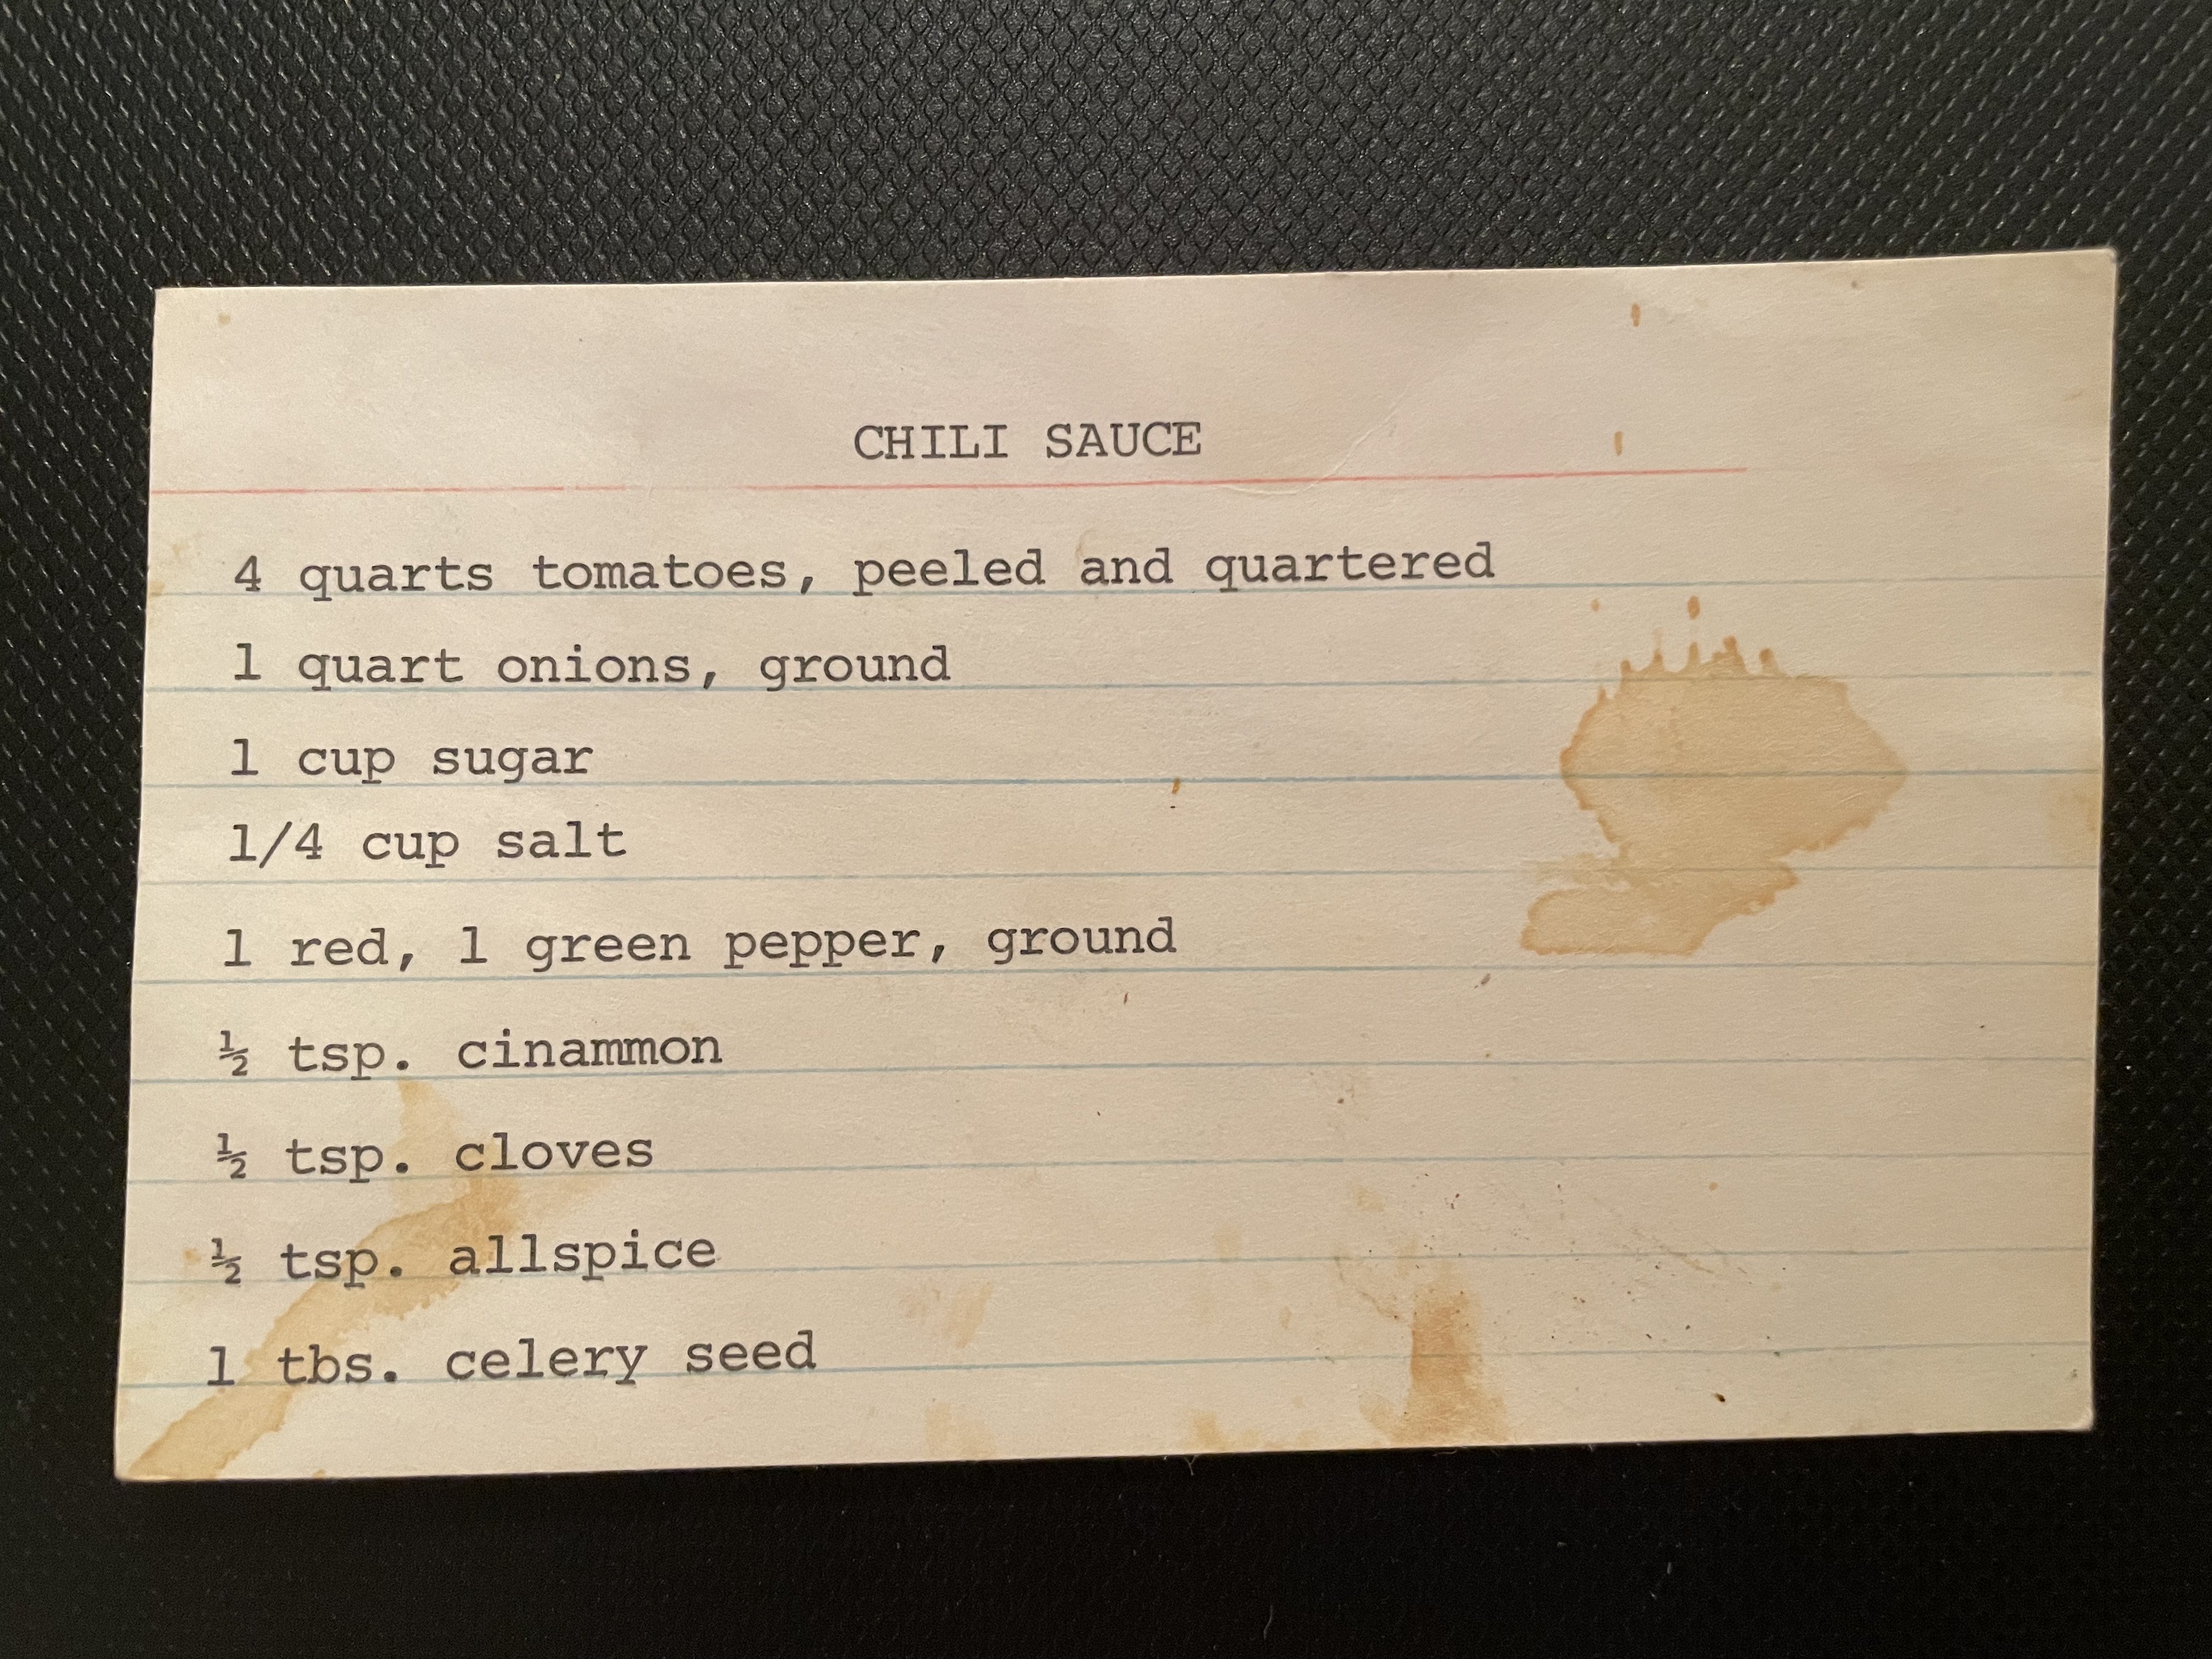 CHILI SAUCE
4 quarts tomatoes, peeled and quartered
1 quart onions, ground
1 cup sugar
1/4 cup salt
1 red, 1 green pepper, ground
½ tsp. cinammon
½ tsp. cloves
½ tsp. allspice
1 tbs. celery seed